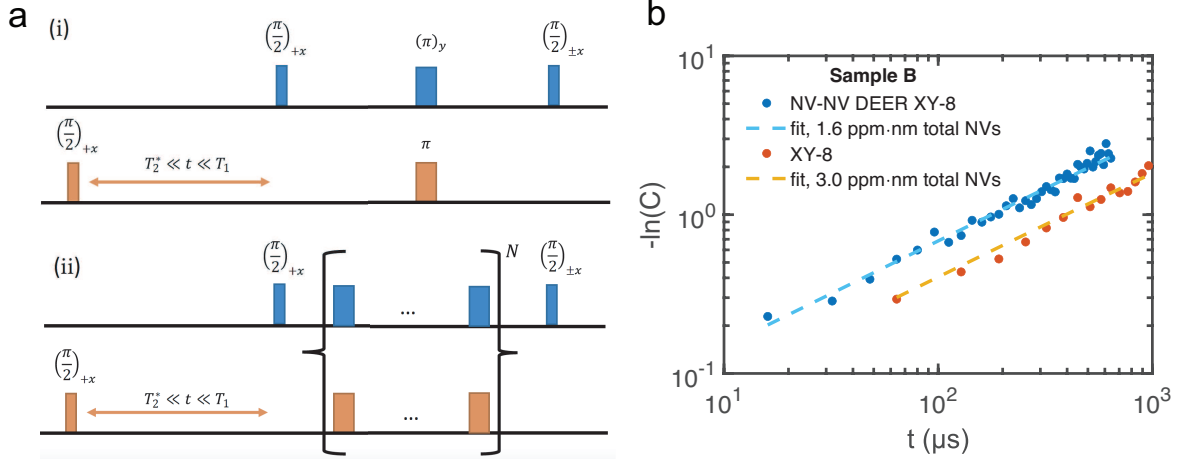 a
(i)
(π/2)+x
(π)y
(π/2)±x
(π/2)+x
T2* ≪ t ≪ T1
π
(ii)
(π/2)+x
N
(π/2)±x
...
(π/2)+x
T2* ≪ t ≪ T1
...
b
Sample B
NV-NV DEER XY-8
fit, 1.6 ppm·nm total NVs
XY-8
fit, 3.0 ppm·nm total NVs
-ln(C)
10^1
10^0
10^-1
10^1
10^2
10^3
t (μs)